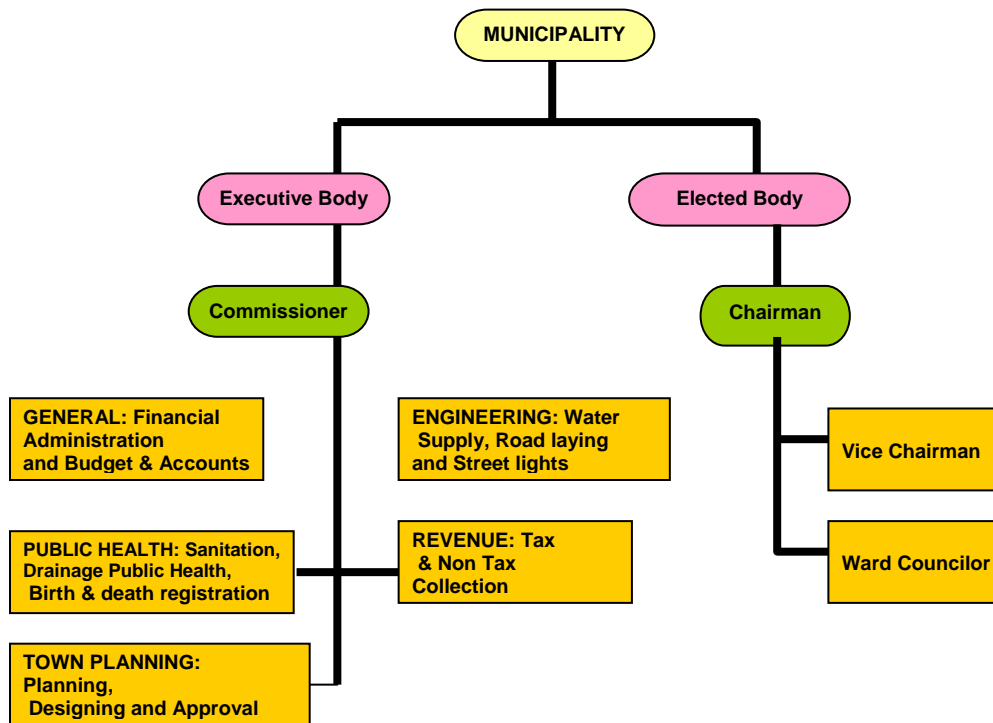 MUNICIPALITY
Executive Body
Elected Body
Commissioner
Chairman
GENERAL: Financial
Administration
and Budget & Accounts
ENGINEERING: Water
Supply, Road laying
and Street lights
Vice Chairman
PUBLIC HEALTH: Sanitation,
Drainage Public Health,
Birth & death registration
REVENUE: Tax
& Non Tax
Collection
Ward Councilor
TOWN PLANNING:
Planning,
Designing and Approval